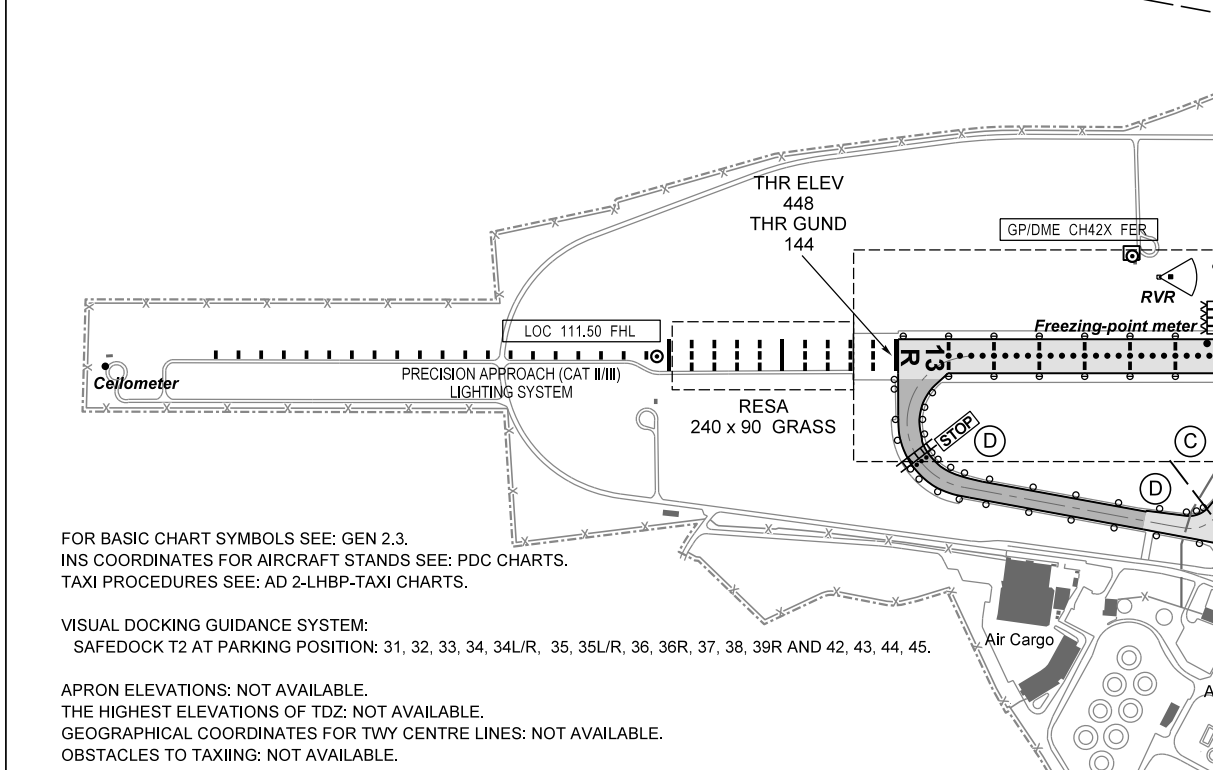 THR ELEV
448
THR GUND
144
GP/DME CH42X FER
RVR
Freezing-point meter
LOC 111.50 FHL
Ceilometer
PRECISION APPROACH (CAT II/III)
LIGHTING SYSTEM
13
R
RESA
240 x 90 GRASS
STOP
D
C
D
FOR BASIC CHART SYMBOLS SEE: GEN 2.3.
INS COORDINATES FOR AIRCRAFT STANDS SEE: PDC CHARTS.
TAXI PROCEDURES SEE: AD 2-LHBP-TAXI CHARTS.
VISUAL DOCKING GUIDANCE SYSTEM:
SAFEDOCK T2 AT PARKING POSITION: 31, 32, 33, 34, 34L/R, 35, 35L/R, 36, 36R, 37, 38, 39R AND 42, 43, 44, 45.
Air Cargo
APRON ELEVATIONS: NOT AVAILABLE.
THE HIGHEST ELEVATIONS OF TDZ: NOT AVAILABLE.
GEOGRAPHICAL COORDINATES FOR TWY CENTRE LINES: NOT AVAILABLE.
OBSTACLES TO TAXIING: NOT AVAILABLE.